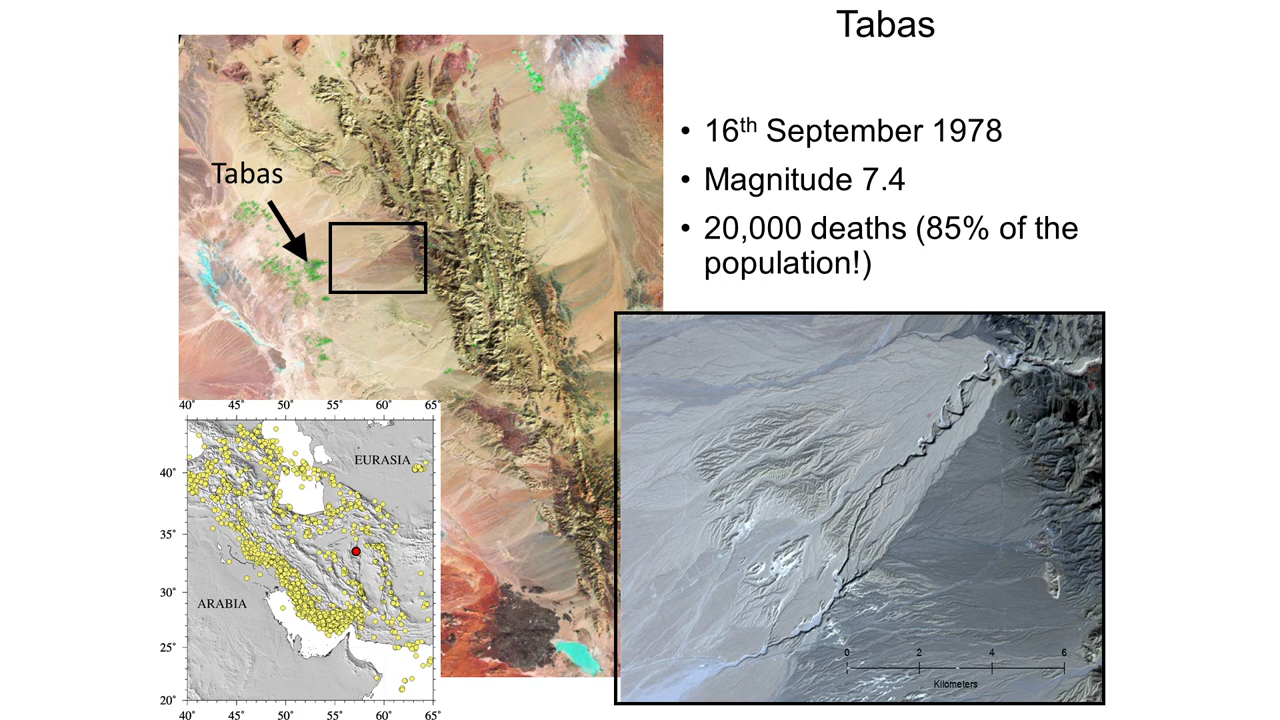 Tabas
• 16th September 1978
• Magnitude 7.4
• 20,000 deaths (85% of the
population!)
Tabas
40˚ 45˚ 50˚ 55˚ 60˚ 65˚
EURASIA
40˚
35˚
30˚
ARABIA
25˚
20˚
40˚ 45˚ 50˚ 55˚ 60˚ 65˚
0 2 4 6
Kilometers